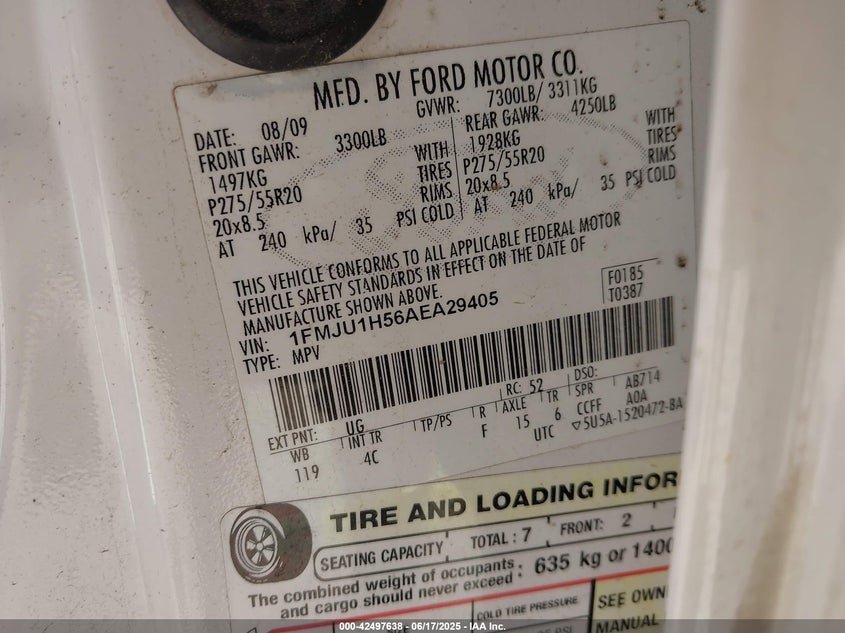 MFD. BY FORD MOTOR CO.
DATE: 08/09 GVWR: 7300LB/ 3311KG
FRONT GAWR: 3300LB REAR GAWR: 4250LB
1497KG WITH 1928KG WITH
P275/55R20 TIRES P275/55R20 TIRES
20x8.5 RIMS 20x8.5 RIMS
AT 240 kPa/ 35 PSI COLD AT 240 kPa/ 35 PSI COLD
THIS VEHICLE CONFORMS TO ALL APPLICABLE FEDERAL MOTOR
VEHICLE SAFETY STANDARDS IN EFFECT ON THE DATE OF
MANUFACTURE SHOWN ABOVE.
VIN: 1FMJU1H56AEA29405 F0185
TYPE: MPV T0387
EXT PNT: UG RC: 52 DSO:
WB INT TR TP/PS R AXLE TR SPR AB714
119 4C F 15 6 CCFF A0A
UTC ▽5U5A-1520472-BA
TIRE AND LOADING INFOR
SEATING CAPACITY TOTAL : 7 FRONT: 2
The combined weight of occupants
and cargo should never exceed : 635 kg or 1400
COLD TIRE PRESSURE SEE OWN
MANUAL
000-42497638 - 06/17/2025 - IAA Inc.